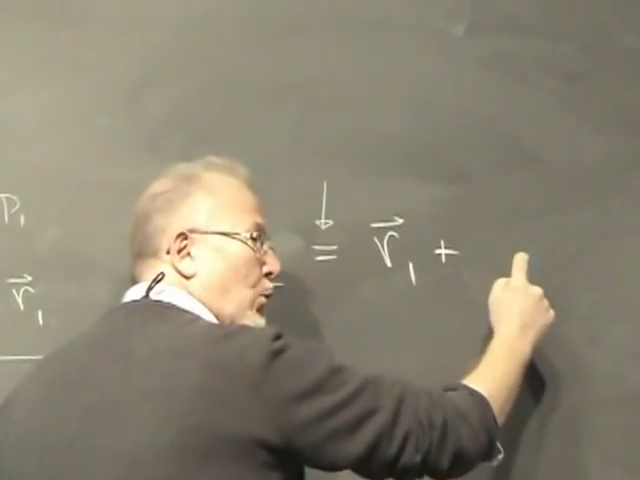 P₁
r⃗₁
↓
= r⃗₁ +